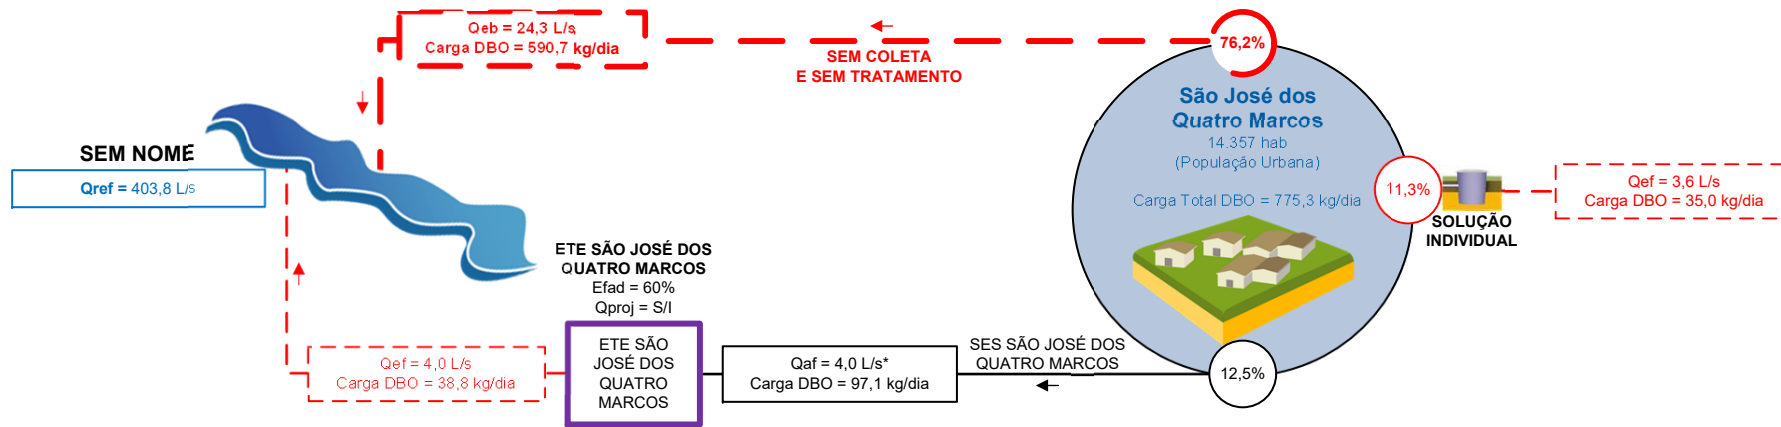 Qeb = 24,3 L/s
Carga DBO = 590,7 kg/dia
SEM COLETA
E SEM TRATAMENTO
76,2%
São José dos
Quatro Marcos
14.357 hab
(População Urbana)
Carga Total DBO = 775,3 kg/dia
11,3%
SOLUÇÃO
INDIVIDUAL
Qef = 3,6 L/s
Carga DBO = 35,0 kg/dia
SEM NOME
Qref = 403,8 L/s
ETE SÃO JOSÉ DOS
QUATRO MARCOS
Efad = 60%
Qproj = S/I
Qef = 4,0 L/s
Carga DBO = 38,8 kg/dia
ETE SÃO
JOSÉ DOS
QUATRO
MARCOS
Qaf = 4,0 L/s*
Carga DBO = 97,1 kg/dia
SES SÃO JOSÉ DOS
QUATRO MARCOS
12,5%